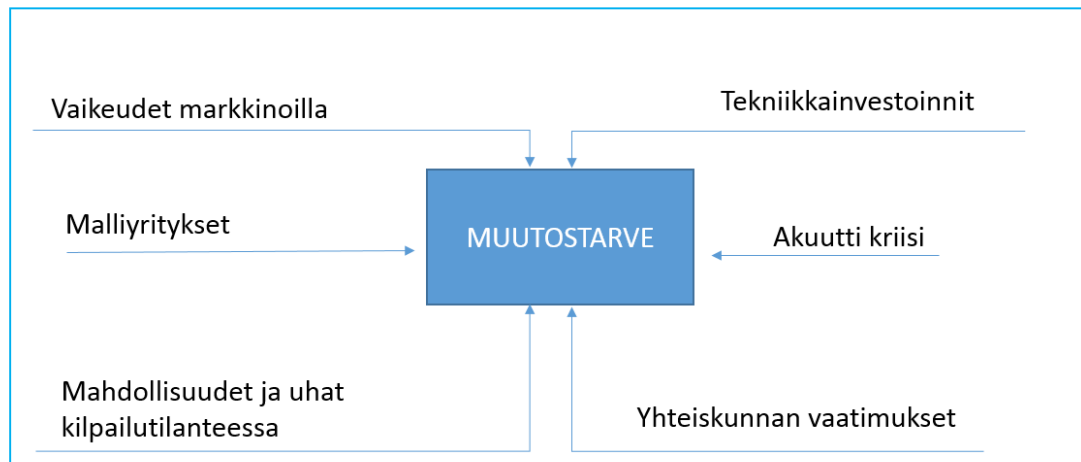 Vaikeudet markkinoilla
Tekniikkainvestoinnit
Malliyritykset
MUUTOSTARVE
Akuutti kriisi
Mahdollisuudet ja uhat
kilpailutilanteessa
Yhteiskunnan vaatimukset